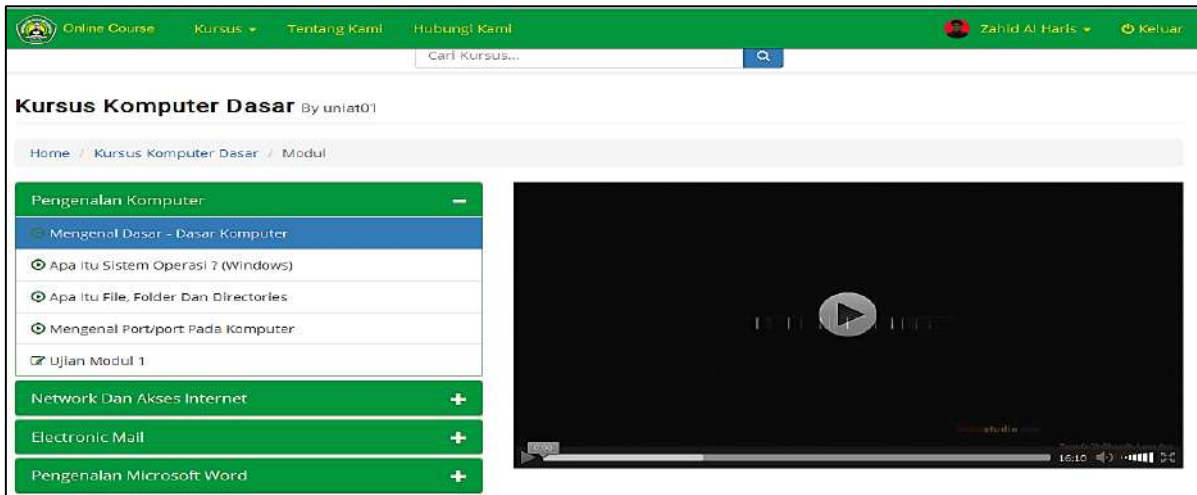 Online Course Kursus Tentang Kami Hubungi Kami Zahid Al Haris Keluar
Cari Kursus...
Kursus Komputer Dasar By uniat01
Home / Kursus Komputer Dasar / Modul
Pengenalan Komputer
Mengenal Dasar - Dasar Komputer
Apa Itu Sistem Operasi ? (Windows)
Apa Itu File, Folder Dan Directories
Mengenal Port/port Pada Komputer
Ujian Modul 1
Network Dan Akses Internet
Electronic Mail
Pengenalan Microsoft Word
studio
0:00
16:10